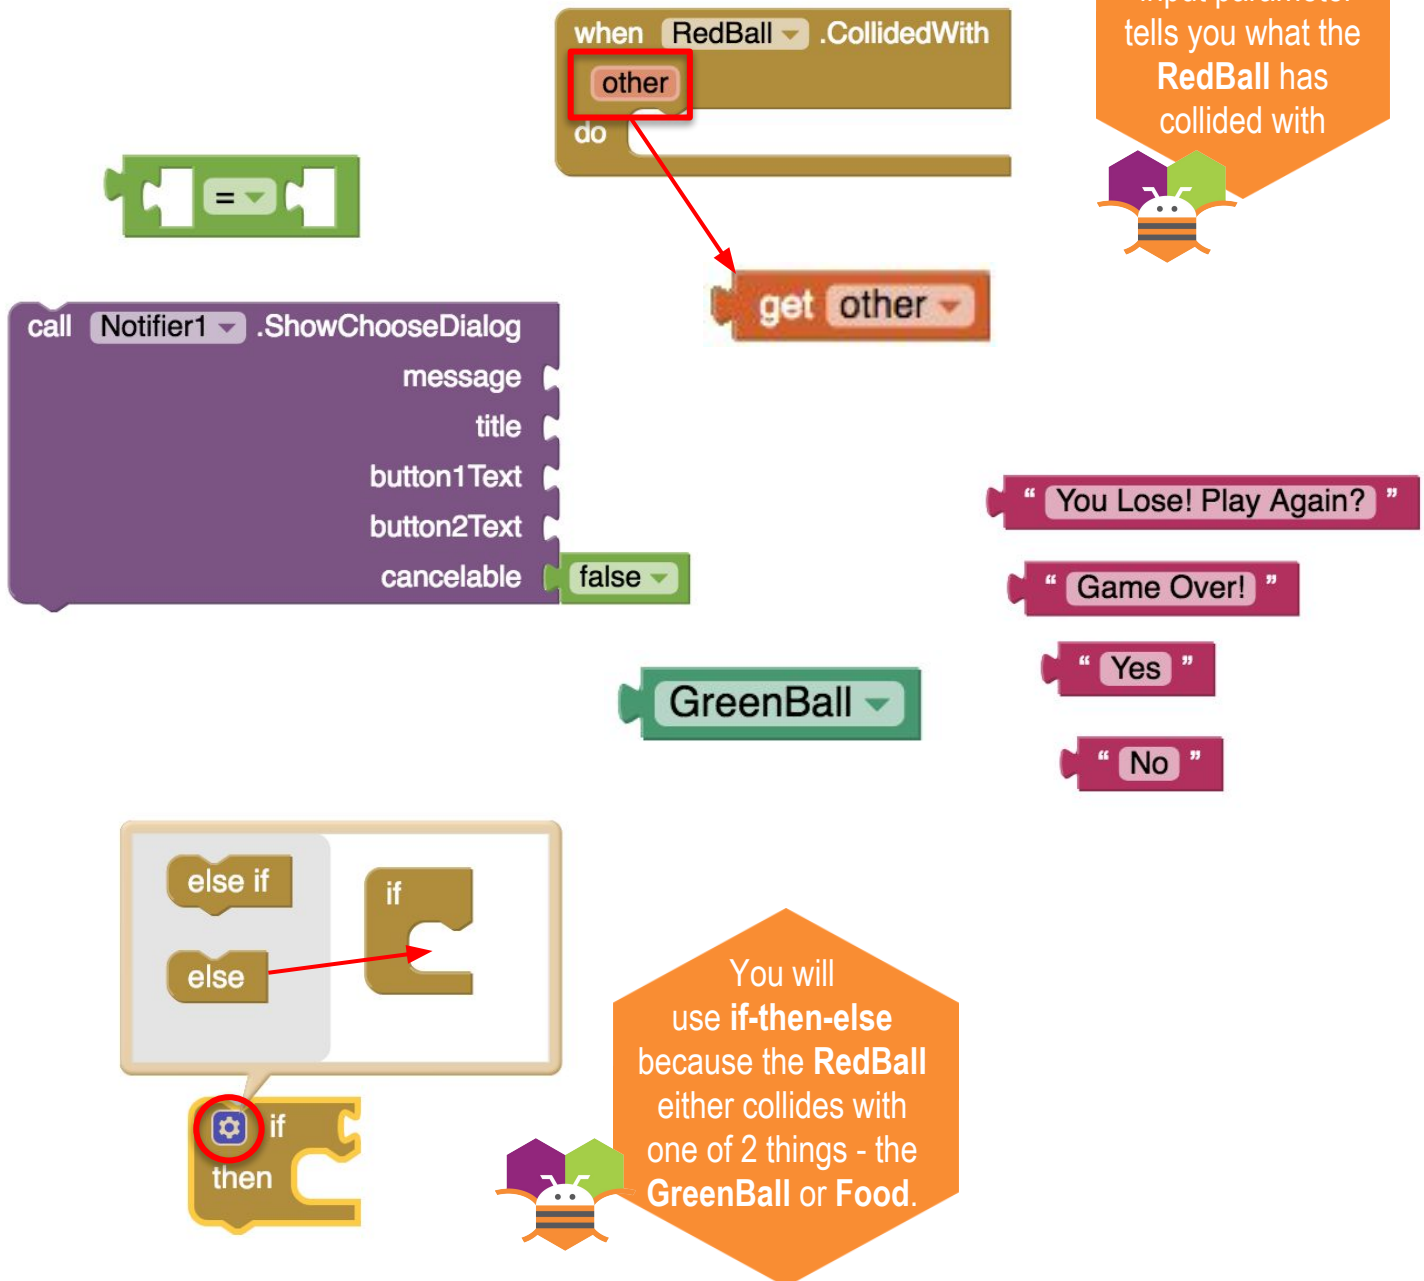 when RedBall .CollidedWith
other
do
tells you what the
RedBall has
collided with
=
get other
call Notifier1 .ShowChooseDialog
message
title
button1Text
button2Text
cancelable false
“ You Lose! Play Again? ”
“ Game Over! ”
“ Yes ”
“ No ”
GreenBall
else if
else
if
if
then
You will
use if-then-else
because the RedBall
either collides with
one of 2 things - the
GreenBall or Food.